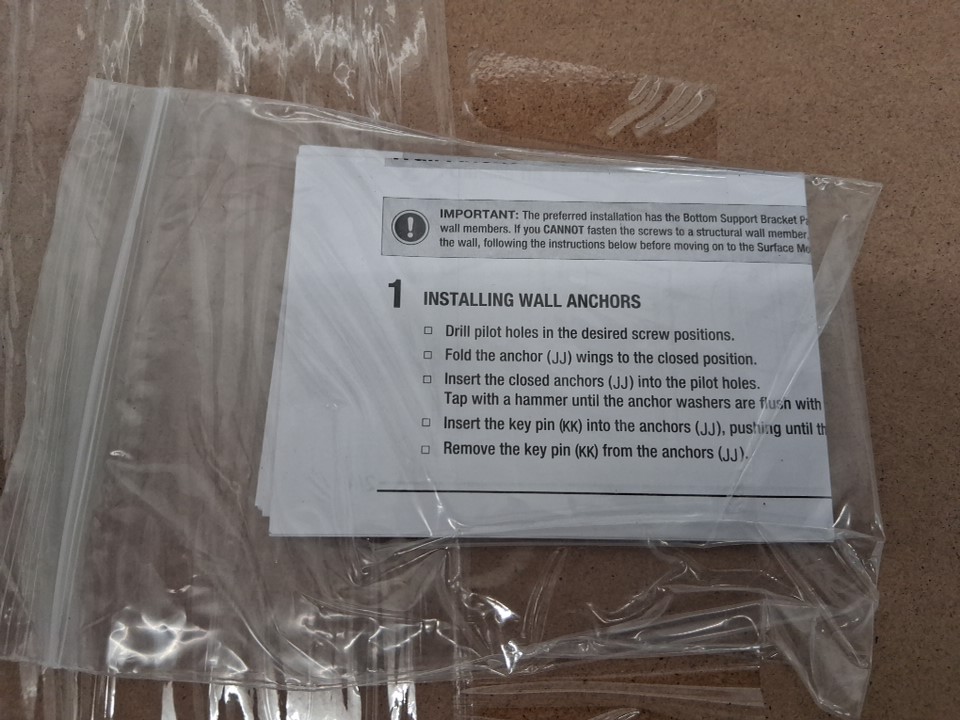 IMPORTANT: The preferred installation has the Bottom Support Bracket
wall members. If you CANNOT fasten the screws to a structural wall member,
the wall, following the instructions below before moving on to the Surface
1 INSTALLING WALL ANCHORS
Drill pilot holes in the desired screw positions.
Fold the anchor (JJ) wings to the closed position.
Insert the closed anchors (JJ) into the pilot holes.
Tap with a hammer until the anchor washers are flush with
Insert the key pin (KK) into the anchors (JJ), pushing until
Remove the key pin (KK) from the anchors (JJ).